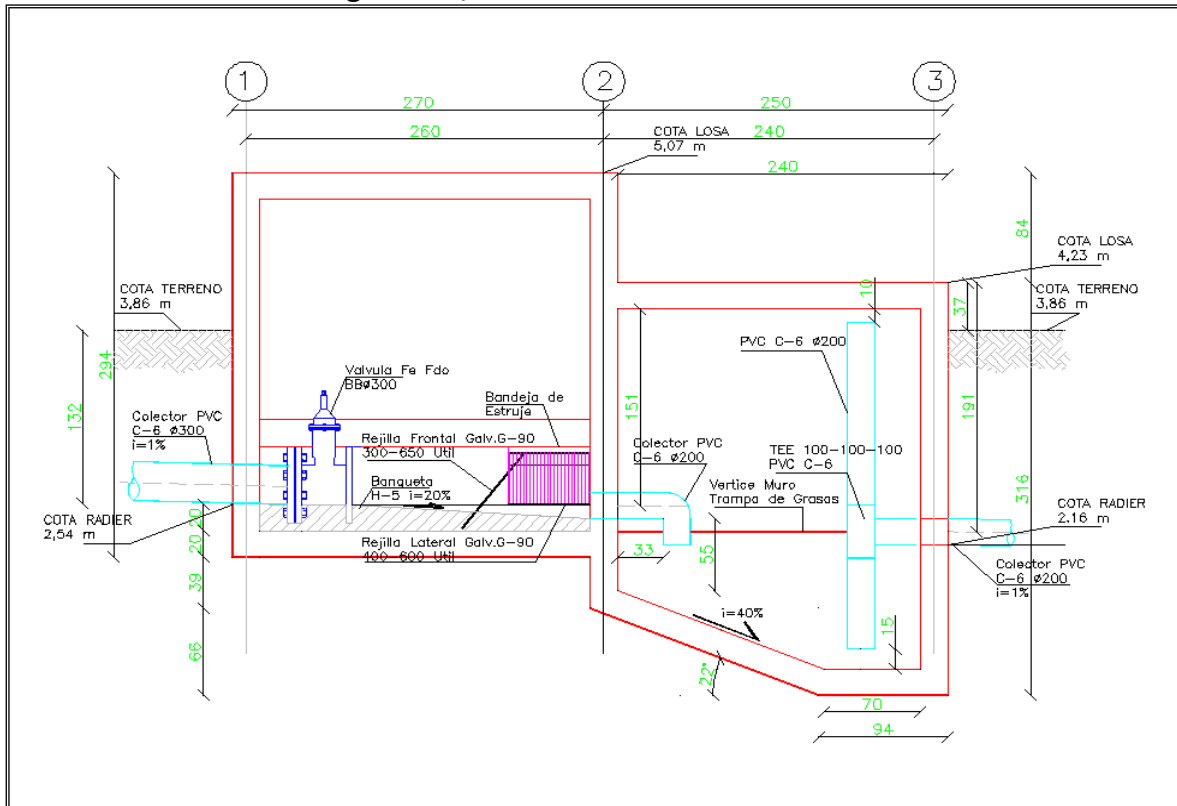 1
2
3
270
250
260
240
COTA LOSA
5,07 m
240
84
COTA LOSA
4,23 m
COTA TERRENO
3,86 m
10
37
COTA TERRENO
3,86 m
294
132
PVC C-6 ø200
Valvula Fe Fdo
BBø300
Bandeja de
Estruje
151
191
Colector PVC
C-6 ø300
i=1%
Rejilla Frontal Galv.G-90
300-650 Util
Colector PVC
C-6 ø200
TEE 100-100-100
PVC C-6
Banqueta
H-5 i=20%
Vertice Muro
Trampa de Grasas
316
COTA RADIER
2.16 m
COTA RADIER
2,54 m
20
20
Rejilla Lateral Galv.G-90
400-600 Util
33
55
Colector PVC
C-6 ø200
i=1%
39
i=40%
15
66
22°
70
94